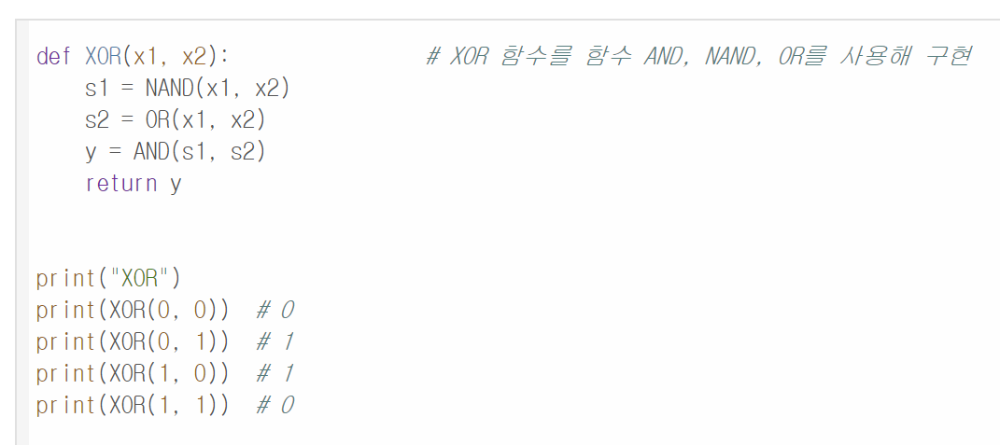 def XOR(x1, x2): # XOR 함수를 함수 AND, NAND, OR를 사용해 구현
    s1 = NAND(x1, x2)
    s2 = OR(x1, x2)
    y = AND(s1, s2)
    return y
print("XOR")
print(XOR(0, 0)) # 0
print(XOR(0, 1)) # 1
print(XOR(1, 0)) # 1
print(XOR(1, 1)) # 0